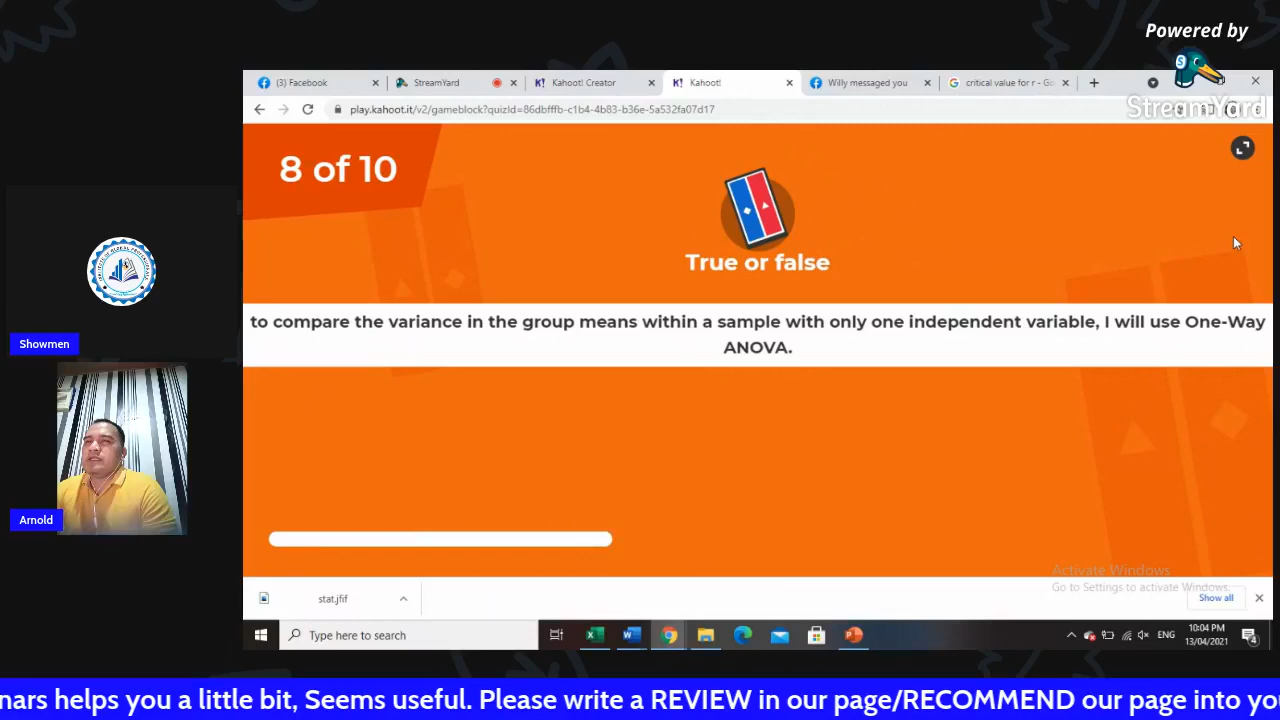 Powered by
StreamYard
(3) Facebook
StreamYard
Kahoot! Creator
Kahoot!
Willy messaged you
critical value for r - Go
play.kahoot.it/v2/gameblock?quizId=86dbfffb-c1b4-4b83-b36e-5a532fa07d17
8 of 10
True or false
to compare the variance in the group means within a sample with only one independent variable, I will use One-Way
ANOVA.
Showmen
Arnold
Activate Windows
Go to Settings to activate Windows.
stat.jfif
Show all
Type here to search
ENG
10:04 PM
13/04/2021
nars helps you a little bit, Seems useful. Please write a REVIEW in our page/RECOMMEND our page into yo